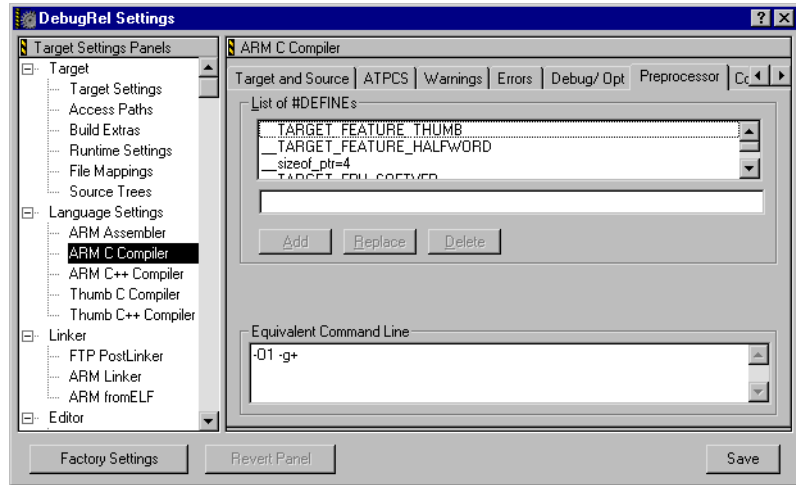 DebugRel Settings
Target Settings Panels
Target
Target Settings
Access Paths
Build Extras
Runtime Settings
File Mappings
Source Trees
Language Settings
ARM Assembler
ARM C Compiler
ARM C++ Compiler
Thumb C Compiler
Thumb C++ Compiler
Linker
FTP PostLinker
ARM Linker
ARM fromELF
Editor
ARM C Compiler
Target and Source
ATPCS
Warnings
Errors
Debug/ Opt
Preprocessor
List of #DEFINEs
__TARGET_FEATURE_THUMB
__TARGET_FEATURE_HALFWORD
__sizeof_ptr=4
Add
Replace
Delete
Equivalent Command Line
-O1 -g+
Factory Settings
Revert Panel
Save